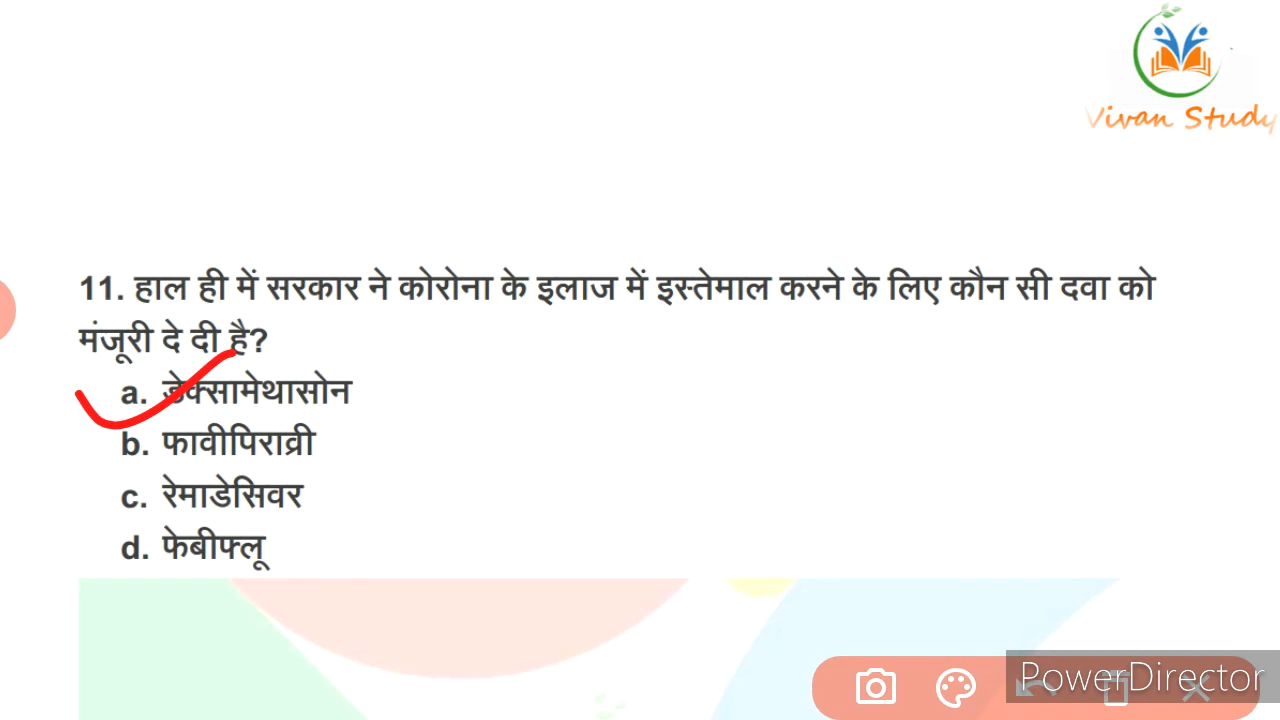 Vivan Study
11. हाल ही में सरकार ने कोरोना के इलाज में इस्तेमाल करने के लिए कौन सी दवा को
मंजूरी दे दी है?
a. डेक्सामेथासोन
b. फावीपिराव्री
c. रेमाडेसिवर
d. फेबीफ्लू
PowerDirector